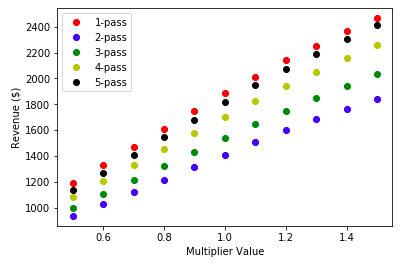 1-pass
2-pass
3-pass
4-pass
5-pass
2400
2200
2000
1800
1600
1400
1200
1000
Revenue ($)
0.6 0.8 1.0 1.2 1.4
Multiplier Value